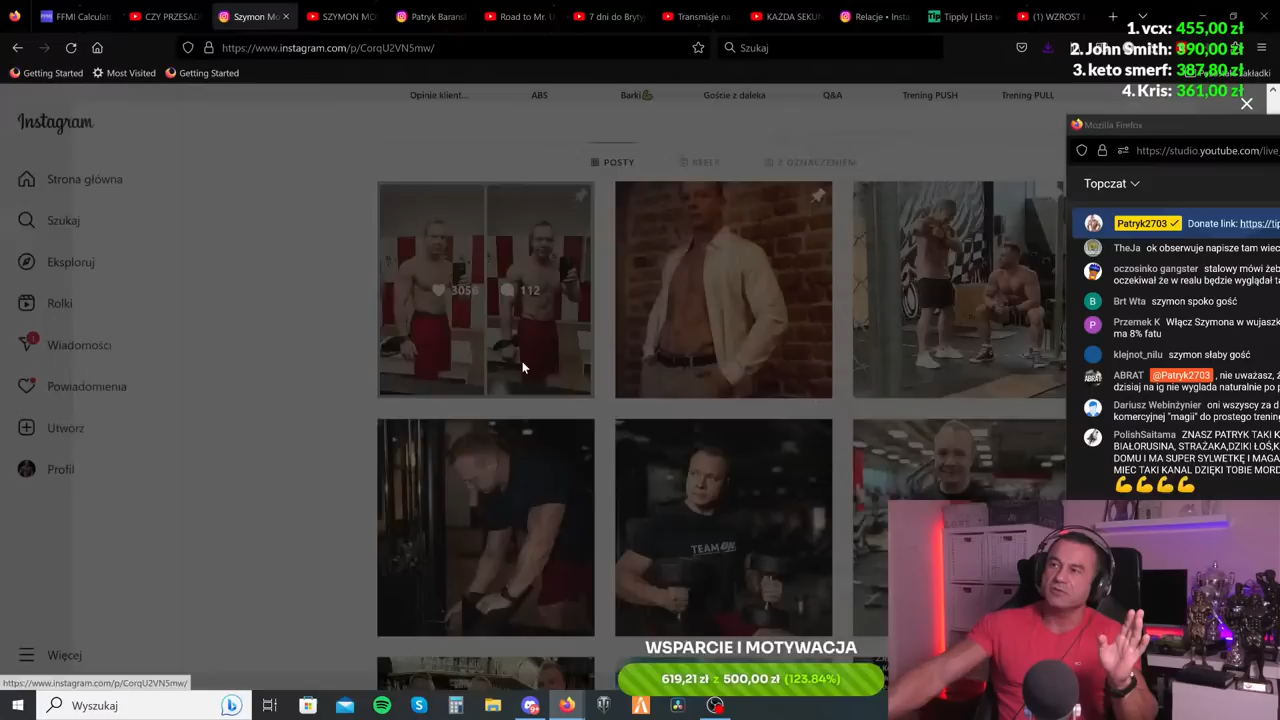 FFMI Calculat
CZY PRZESAD
Szymon Mo
SZYMON MO
Patryk Barans
Road to Mr. U
7 dni do Bryty
Transmisje na
KAŻDA SEKUN
Relacje • Inst
Tipply | Lista w
(1) WZROST I
https://www.instagram.com/p/CorqU2VN5mw/
Szukaj
Getting Started
Most Visited
Getting Started
1. vcx: 455,00 zł
2. John Smith: 390,00 zł
3. keto smerf: 387,80 zł
4. Kris: 361,00 zł
Instagram
Strona główna
Szukaj
Eksploruj
Rolki
1
Wiadomości
Powiadomienia
Utwórz
Profil
Więcej
Opinie klient...
ABS
Barki💪
Goście z daleka
Q&A
Trening PUSH
Trening PULL
POSTY
REELS
Z OZNACZENIEM
3056
112
TEAM
Mozilla Firefox
https://studio.youtube.com/live_
Topczat
Patryk2703 ✓ Donate link: https://tip
TheJa ok obserwuje napisze tam wiec
oczosinko gangster stalowy mówi żeb
oczekiwał że w realu będzie wyglądał ta
Brt Wta szymon spoko gość
Przemek K Włącz Szymona w wujaszk
ma 8% fatu
klejnot_nilu szymon słaby gość
ABRAT @Patryk2703 , nie uważasz, ż
dzisiaj na ig nie wygląda naturalnie po p
Dariusz Webinżynier oni wszyscy za d
komercyjnej "magii" do prostego trenin
PolishSaitama ZNASZ PATRYK TAKI K
BIAŁORUSINA, STRAŻAKA,DZIKI ŁOŚ,K
DOMU I MA SUPER SYLWETKĘ I MAGA
MIEC TAKI KANAL DZIĘKI TOBIE MORD
💪💪💪💪
WSPARCIE I MOTYWACJA
619,21 zł z 500,00 zł (123.84%)
https://www.instagram.com/p/CorqU2VN5mw/
Wyszukaj